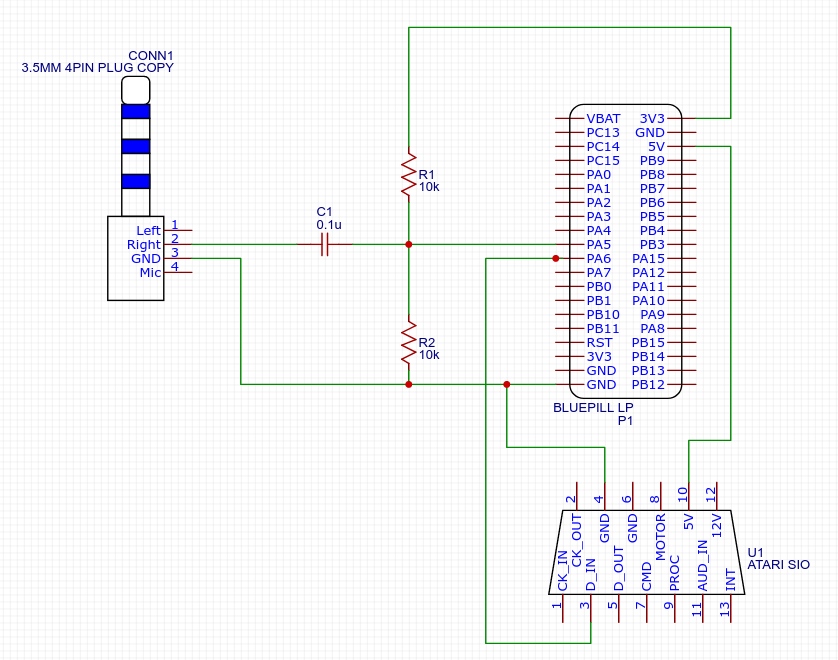 CONN1
3.5MM 4PIN PLUG COPY
Left 1
Right 2
GND 3
Mic 4
C1
0.1u
R1
10k
R2
10k
VBAT 3V3
PC13 GND
PC14 5V
PC15 PB9
PA0 PB8
PA1 PB7
PA2 PB6
PA3 PB5
PA4 PB4
PA5 PB3
PA6 PA15
PA7 PA12
PB0 PA11
PB1 PA10
PB10 PA9
PB11 PA8
RST PB15
3V3 PB14
GND PB13
GND PB12
BLUEPILL LP
P1
2 4 6 8 10 12
CK_OUT GND GND MOTOR 5V 12V
CK_IN D_IN D_OUT CMD PROC AUD_IN INT
1 3 5 7 9 11 13
U1
ATARI SIO